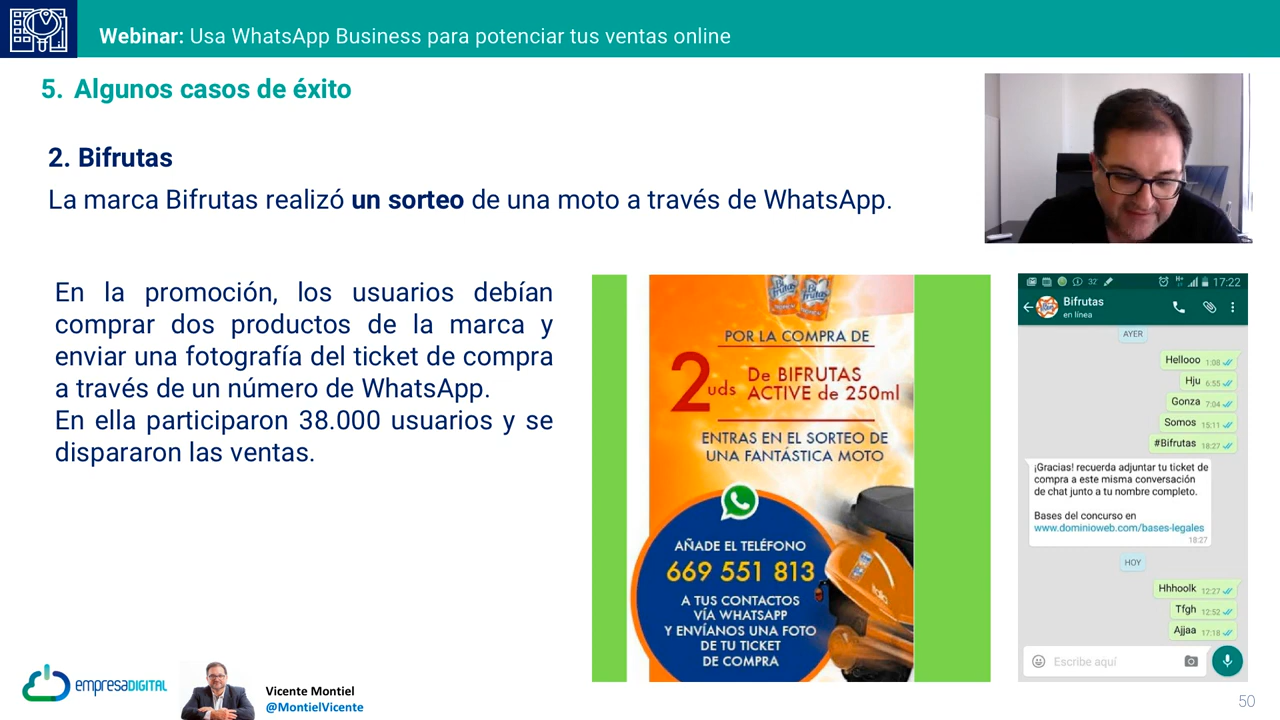 Webinar: Usa WhatsApp Business para potenciar tus ventas online
5. Algunos casos de éxito
2. Bifrutas
La marca Bifrutas realizó un sorteo de una moto a través de WhatsApp.
En la promoción, los usuarios debían
comprar dos productos de la marca y
enviar una fotografía del ticket de compra
a través de un número de WhatsApp.
En ella participaron 38.000 usuarios y se
dispararon las ventas.
POR LA COMPRA DE
2 uds De BIFRUTAS
ACTIVE de 250ml
ENTRAS EN EL SORTEO DE
UNA FANTÁSTICA MOTO
AÑADE EL TELÉFONO
669 551 813
A TUS CONTACTOS
VÍA WHATSAPP
Y ENVÍANOS UNA FOTO
DE TU TICKET
DE COMPRA
32° H+ 17:22
Bifrutas
en línea
AYER
Hellooo 1:08
Hju 6:55
Gonza 7:04
Somos 15:11
#Bifrutas 18:27
¡Gracias! recuerda adjuntar tu ticket de
compra a este misma conversación
de chat junto a tu nombre completo.
Bases del concurso en
www.dominioweb.com/bases-legales
18:27
HOY
Hhhoolk 12:27
Tfgh 12:52
Ajjaa 17:18
Escribe aquí
empresaDIGITAL
Vicente Montiel
@MontielVicente
50